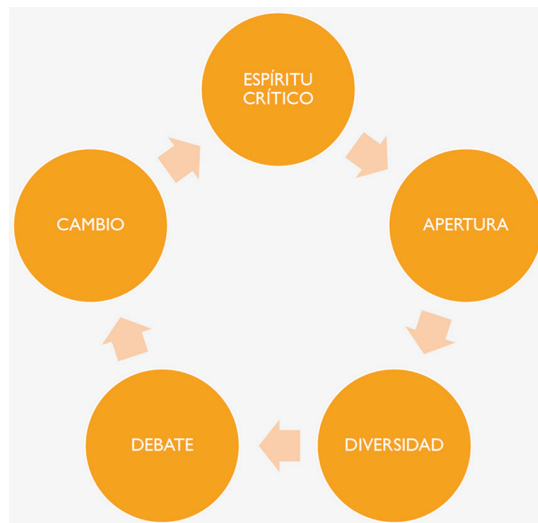 ESPÍRITU
CRÍTICO
APERTURA
DIVERSIDAD
DEBATE
CAMBIO